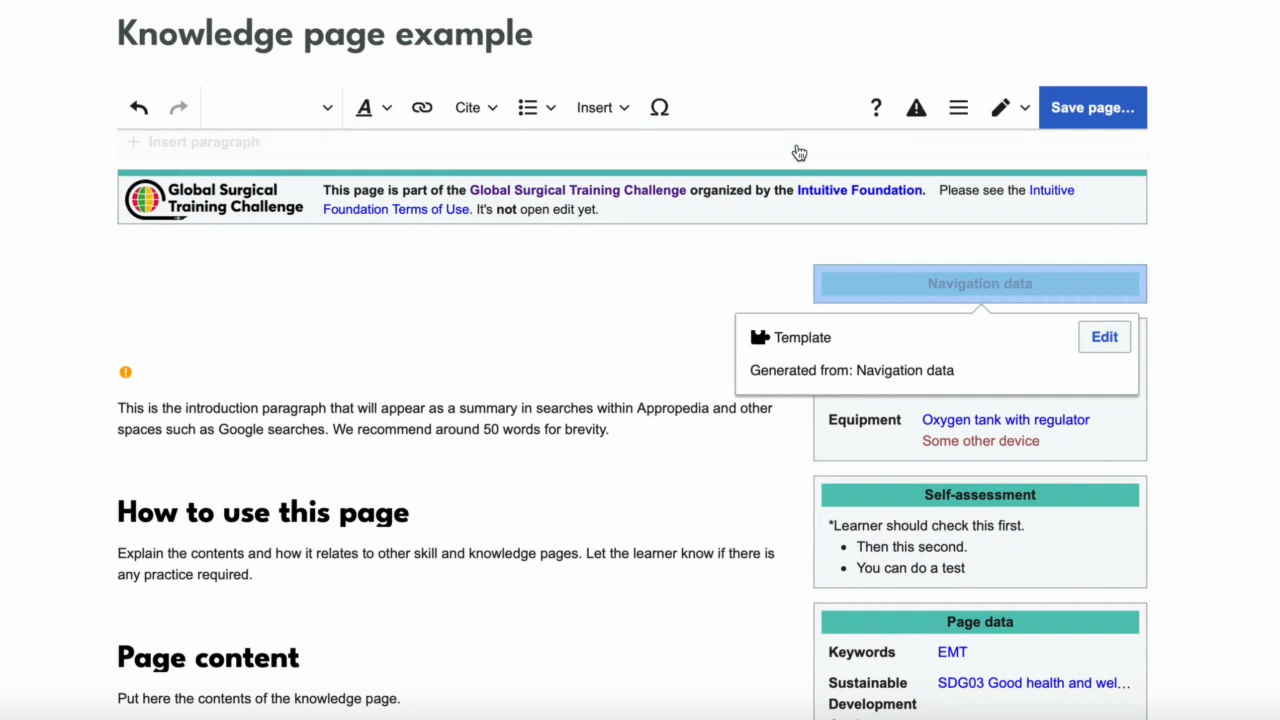 Knowledge page example
A
Cite
Insert
Ω
?
Save page…
+ Insert paragraph
Global Surgical
Training Challenge
This page is part of the Global Surgical Training Challenge organized by the Intuitive Foundation. Please see the Intuitive
Foundation Terms of Use. It's not open edit yet.
Navigation data
Template
Edit
Generated from: Navigation data
Equipment
Oxygen tank with regulator
Some other device
This is the introduction paragraph that will appear as a summary in searches within Appropedia and other
spaces such as Google searches. We recommend around 50 words for brevity.
Self-assessment
*Learner should check this first.
• Then this second.
• You can do a test
How to use this page
Explain the contents and how it relates to other skill and knowledge pages. Let the learner know if there is
any practice required.
Page data
Keywords
EMT
Sustainable
Development
SDG03 Good health and wel…
Page content
Put here the contents of the knowledge page.